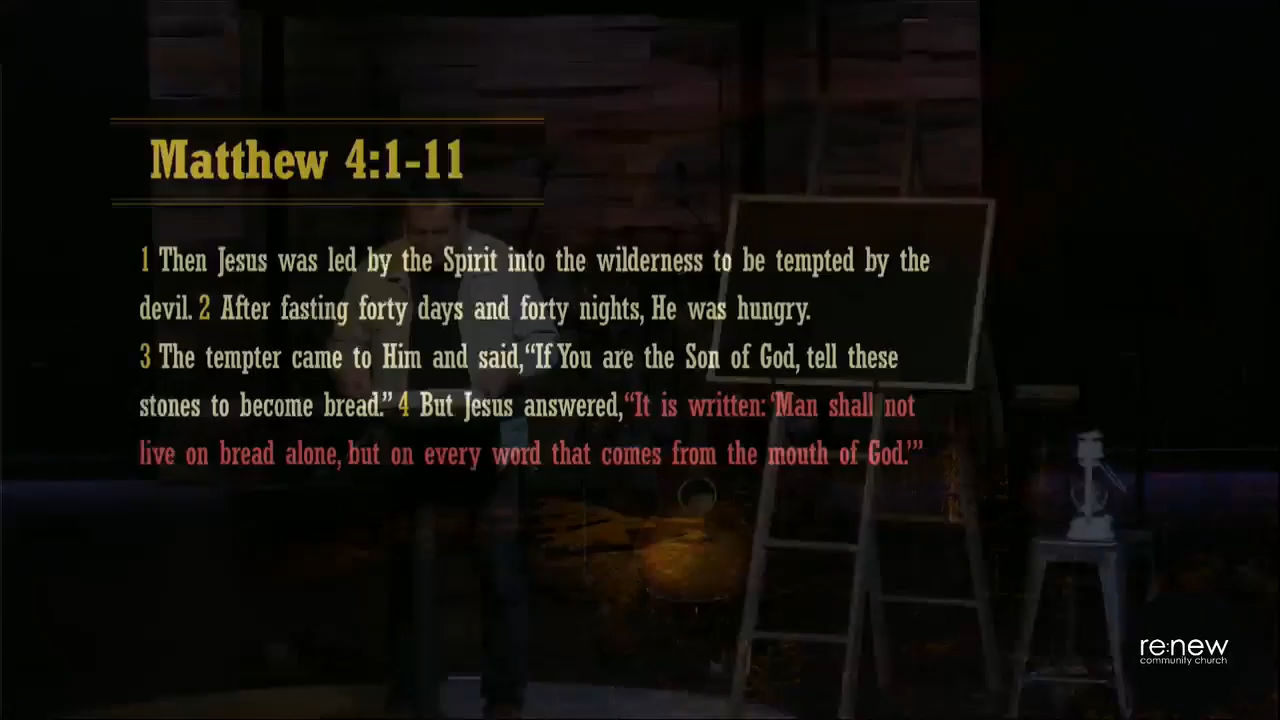 Matthew 4:1-11
1 Then Jesus was led by the Spirit into the wilderness to be tempted by the
devil. 2 After fasting forty days and forty nights, He was hungry.
3 The tempter came to Him and said,“If You are the Son of God, tell these
stones to become bread.” 4 But Jesus answered,“It is written: ‘Man shall not
live on bread alone, but on every word that comes from the mouth of God.’”
re:new
community church